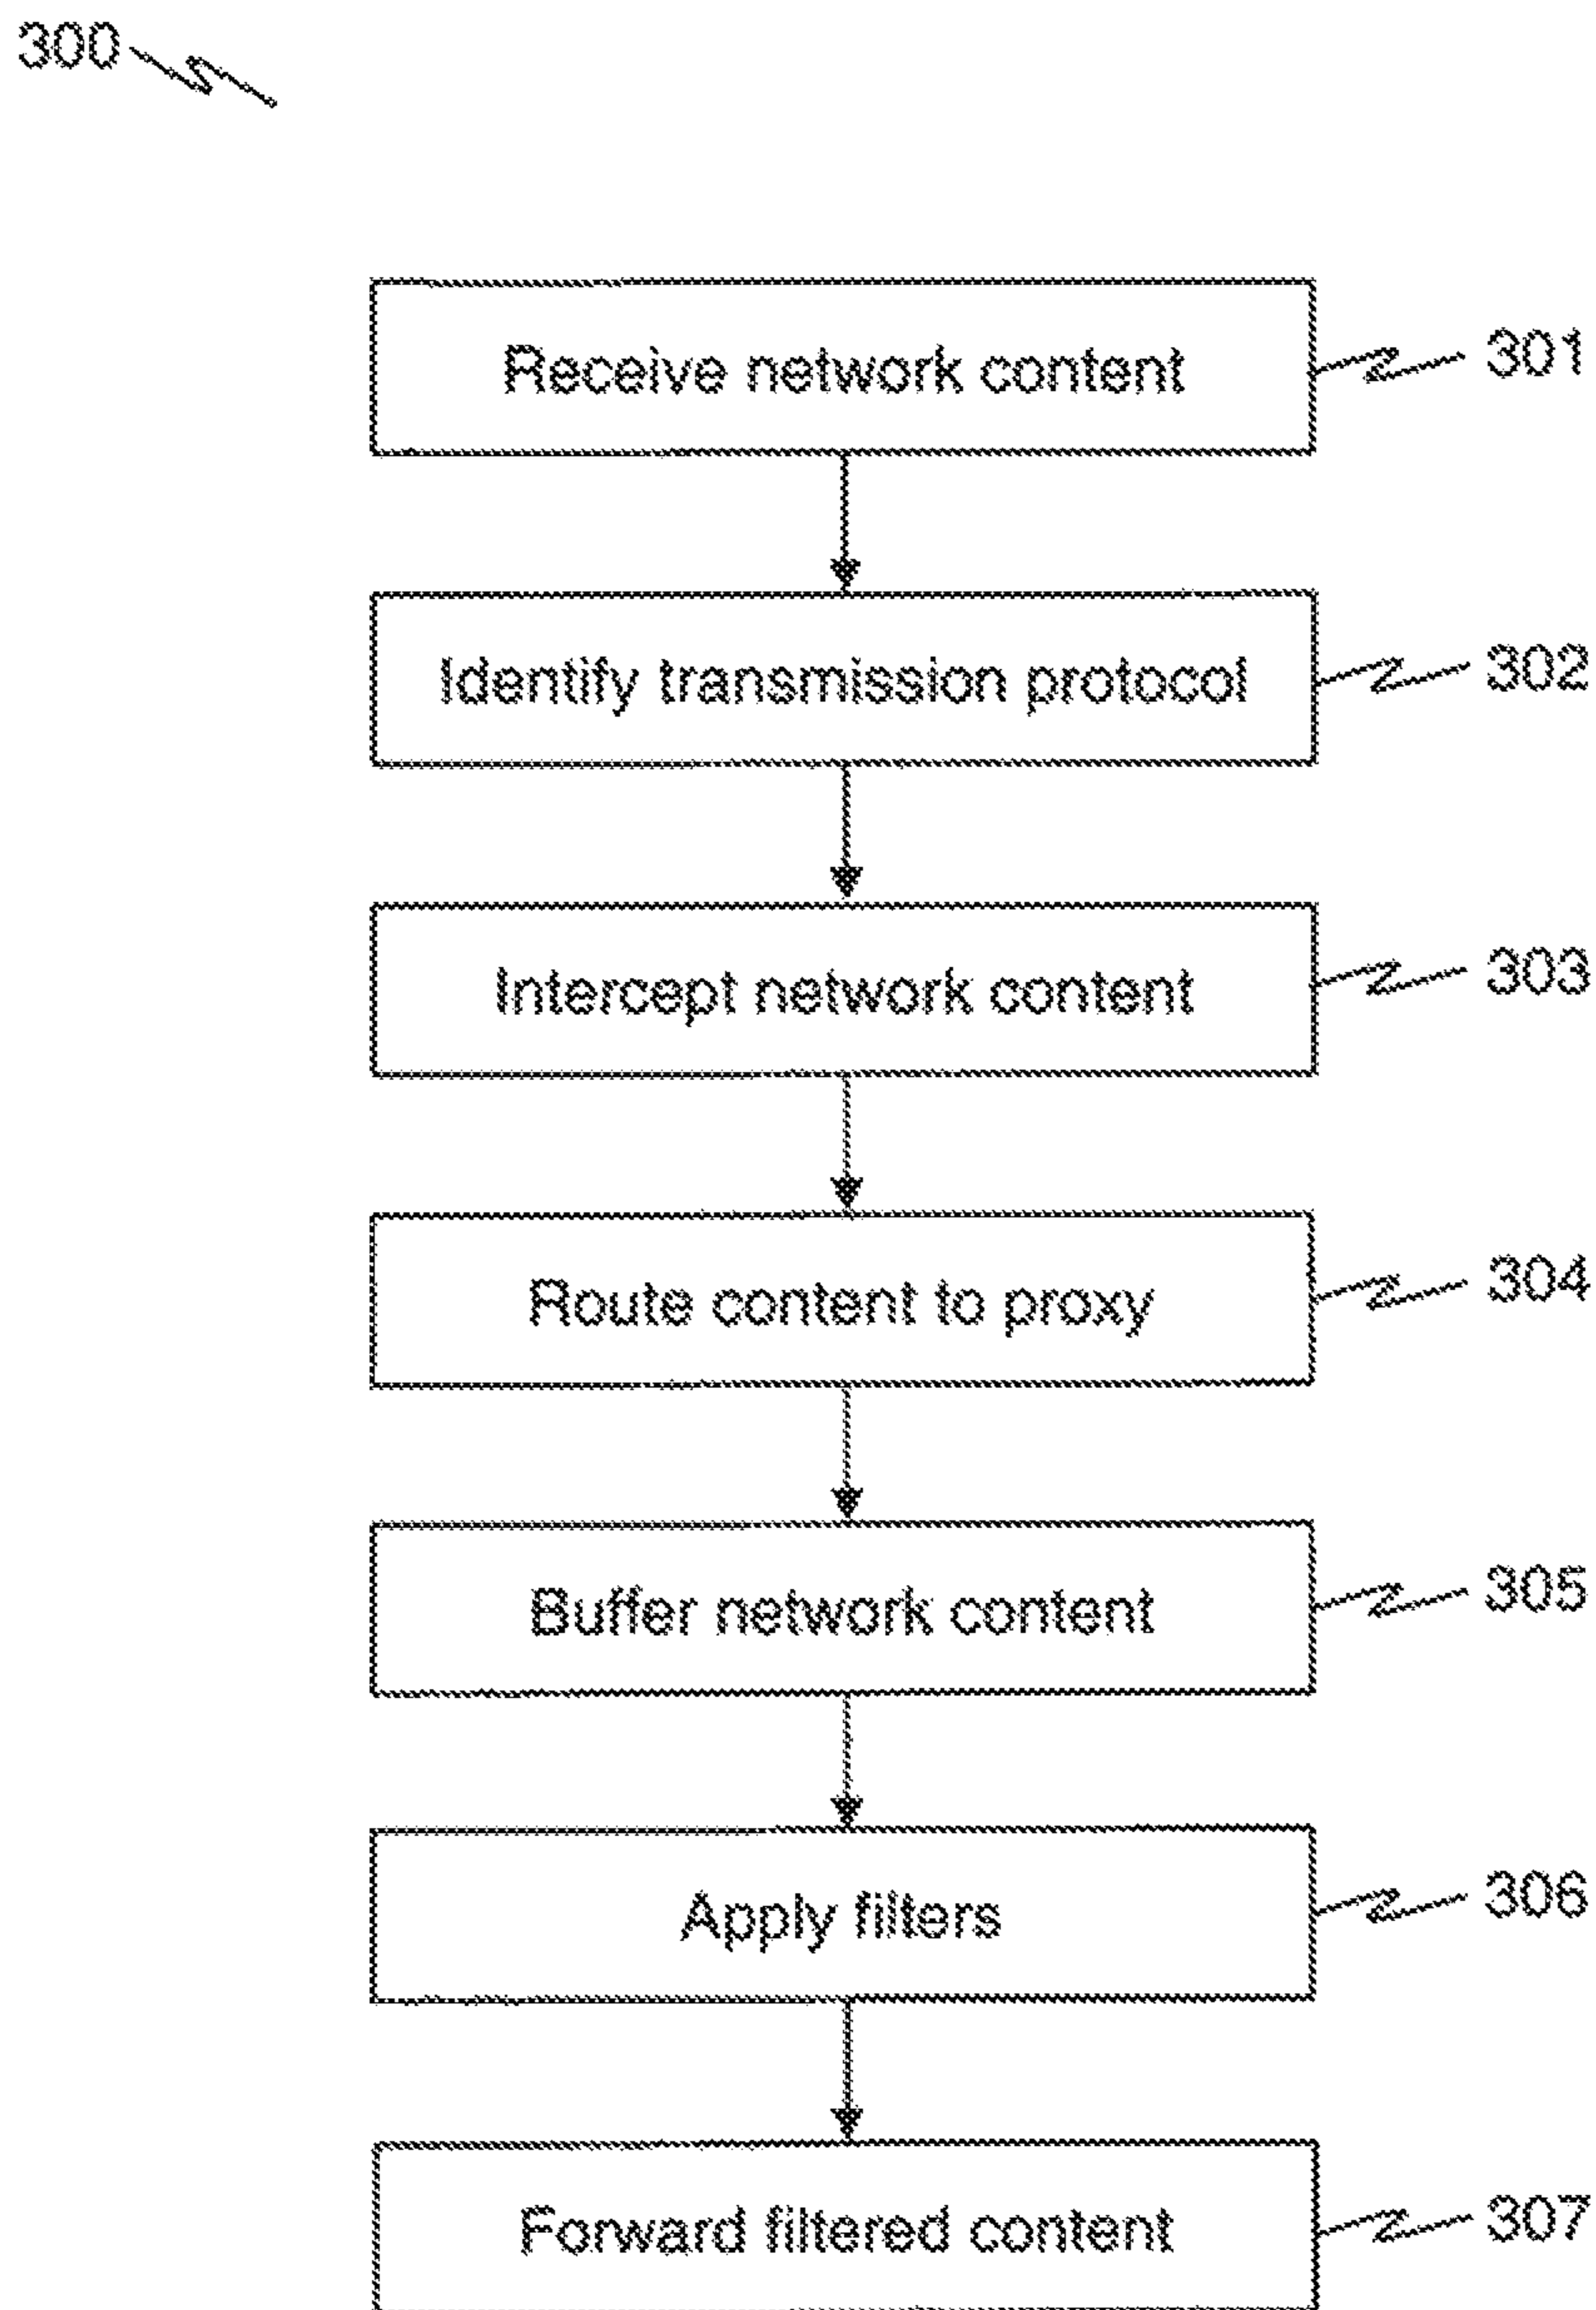 300
Receive network content 301
Identify transmission protocol 302
Intercept network content 303
Route content to proxy 304
Buffer network content 305
Apply filters 306
Forward filtered content 307